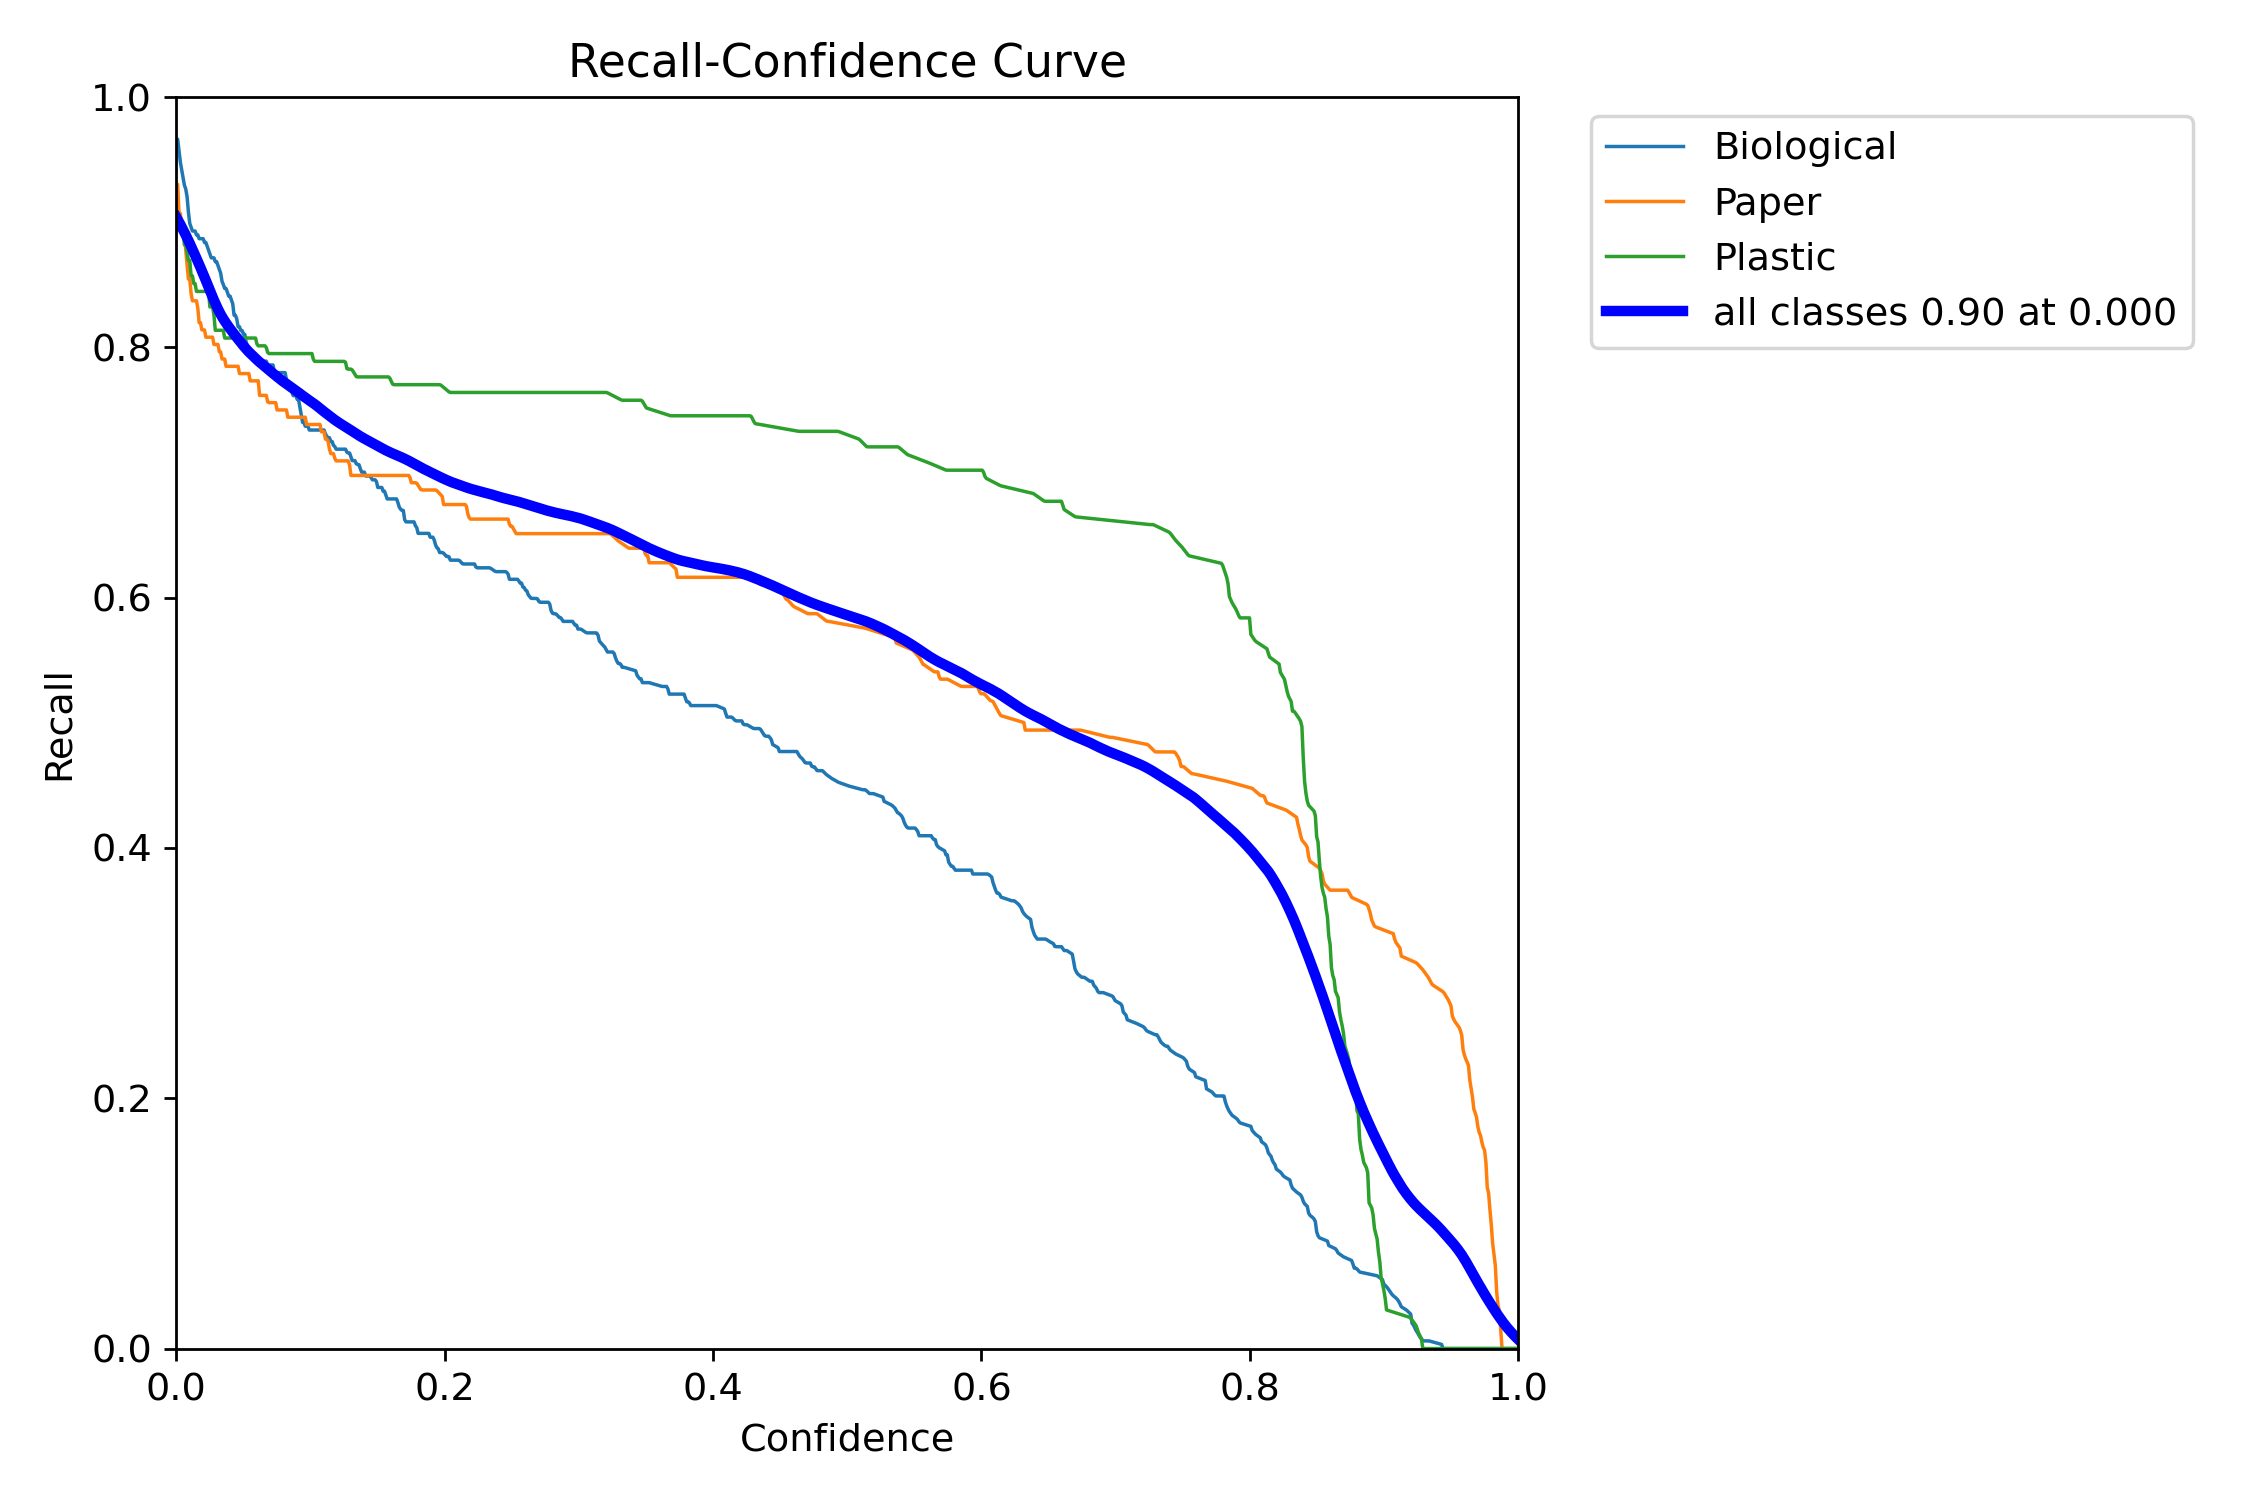 Recall-Confidence Curve
1.0
0.8
0.6
0.4
0.2
0.0
Recall
0.0 0.2 0.4 0.6 0.8 1.0
Confidence
Biological
Paper
Plastic
all classes 0.90 at 0.000